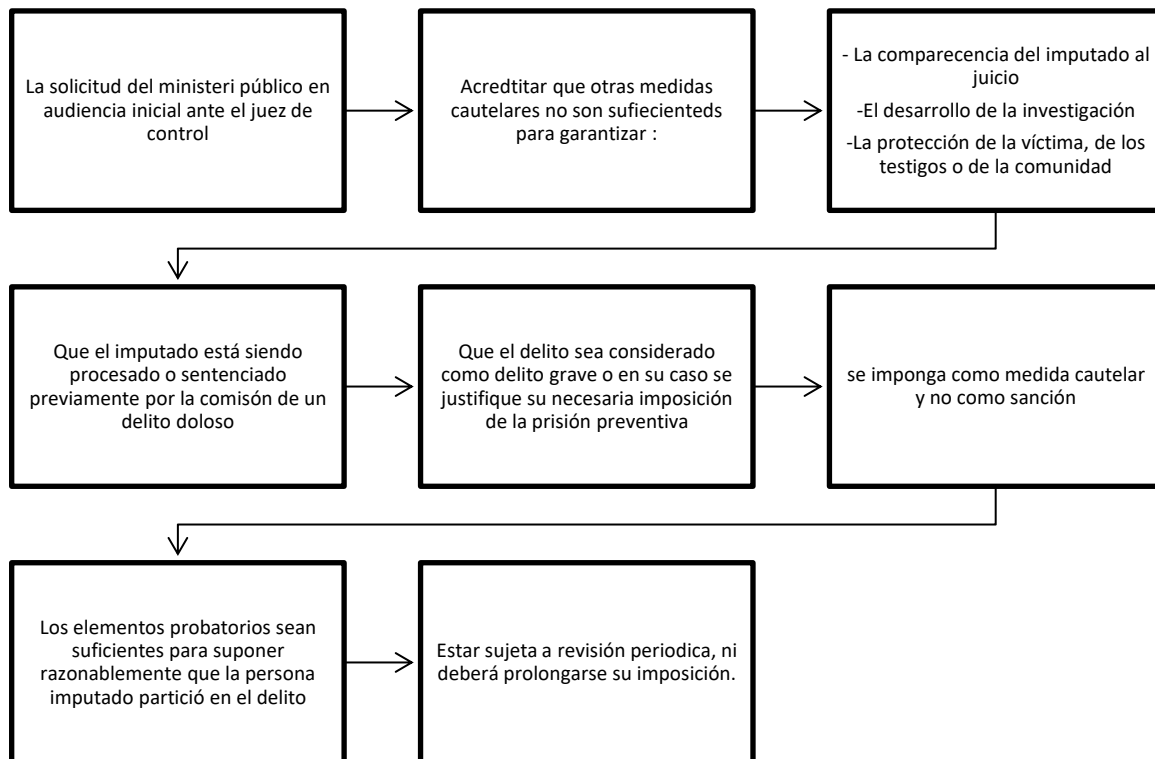 La solicitud del ministeri público en
audiencia inicial ante el juez de
control
Acredtitar que otras medidas
cautelares no son sufiecienteds
para garantizar :
- La comparecencia del imputado al
juicio
-El desarrollo de la investigación
-La protección de la víctima, de los
testigos o de la comunidad
Que el imputado está siendo
procesado o sentenciado
previamente por la comisón de un
delito doloso
Que el delito sea considerado
como delito grave o en su caso se
justifique su necesaria imposición
de la prisión preventiva
se imponga como medida cautelar
y no como sanción
Los elementos probatorios sean
suficientes para suponer
razonablemente que la persona
imputado partició en el delito
Estar sujeta a revisión periodica, ni
deberá prolongarse su imposición.